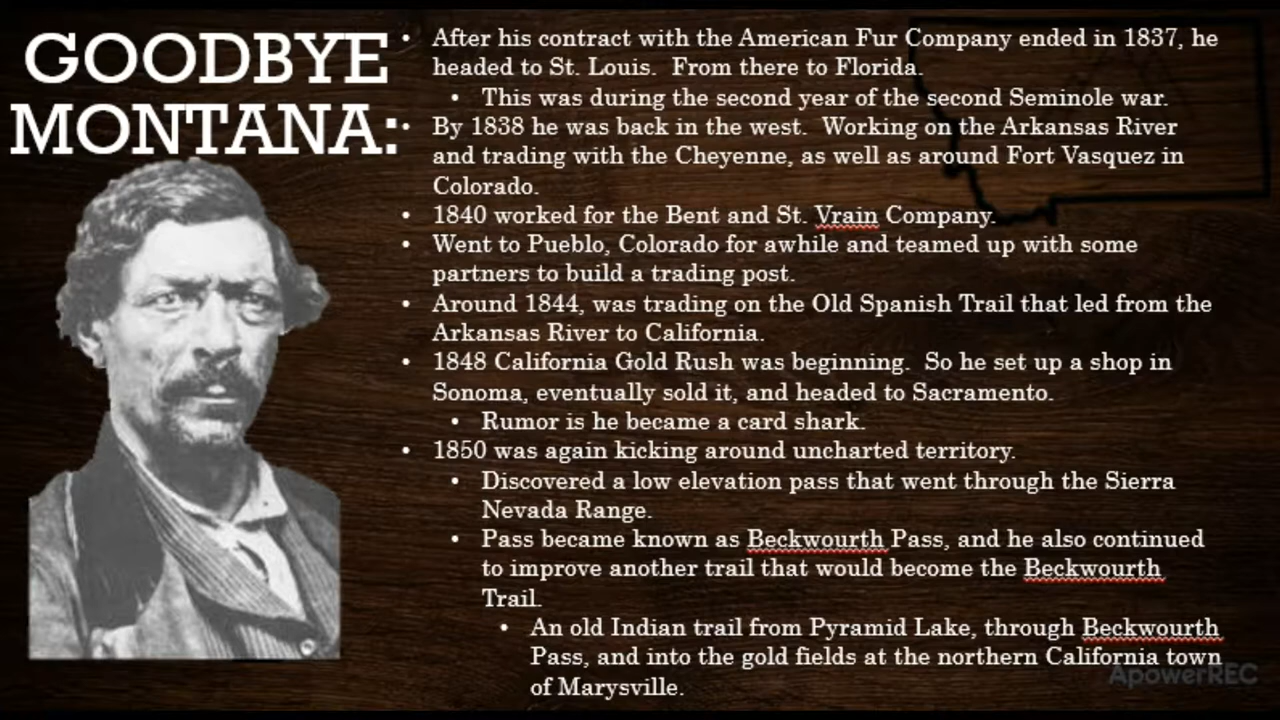 GOODBYE
MONTANA:
• After his contract with the American Fur Company ended in 1837, he
headed to St. Louis.  From there to Florida.
• This was during the second year of the second Seminole war.
• By 1838 he was back in the west.  Working on the Arkansas River
and trading with the Cheyenne, as well as around Fort Vasquez in
Colorado.
• 1840 worked for the Bent and St. Vrain Company.
• Went to Pueblo, Colorado for awhile and teamed up with some
partners to build a trading post.
• Around 1844, was trading on the Old Spanish Trail that led from the
Arkansas River to California.
• 1848 California Gold Rush was beginning.  So he set up a shop in
Sonoma, eventually sold it, and headed to Sacramento.
• Rumor is he became a card shark.
• 1850 was again kicking around uncharted territory.
• Discovered a low elevation pass that went through the Sierra
Nevada Range.
• Pass became known as Beckwourth Pass, and he also continued
to improve another trail that would become the Beckwourth
Trail.
• An old Indian trail from Pyramid Lake, through Beckwourth
Pass, and into the gold fields at the northern California town
of Marysville.
ApowerREC